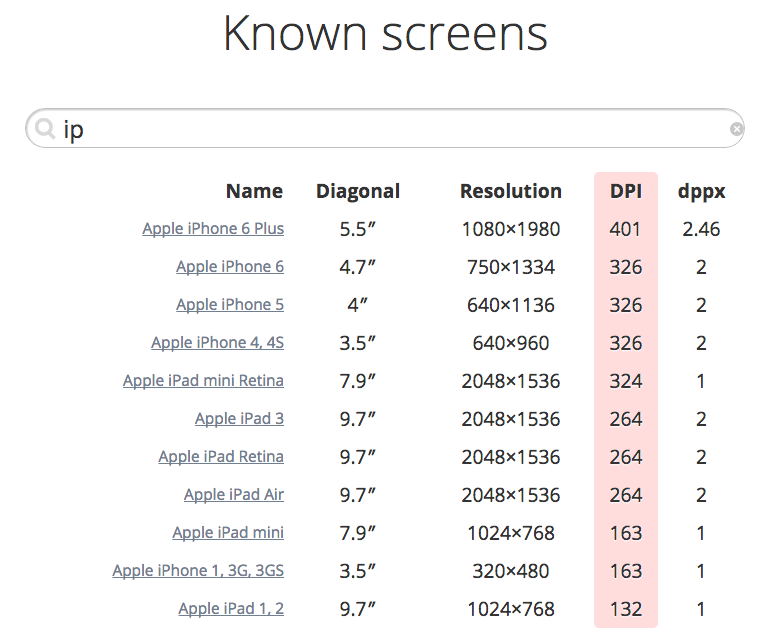 Known screens
ip
Name Diagonal Resolution DPI dppx
Apple iPhone 6 Plus 5.5″ 1080×1980 401 2.46
Apple iPhone 6 4.7″ 750×1334 326 2
Apple iPhone 5 4″ 640×1136 326 2
Apple iPhone 4, 4S 3.5″ 640×960 326 2
Apple iPad mini Retina 7.9″ 2048×1536 324 1
Apple iPad 3 9.7″ 2048×1536 264 2
Apple iPad Retina 9.7″ 2048×1536 264 2
Apple iPad Air 9.7″ 2048×1536 264 2
Apple iPad mini 7.9″ 1024×768 163 1
Apple iPhone 1, 3G, 3GS 3.5″ 320×480 163 1
Apple iPad 1, 2 9.7″ 1024×768 132 1